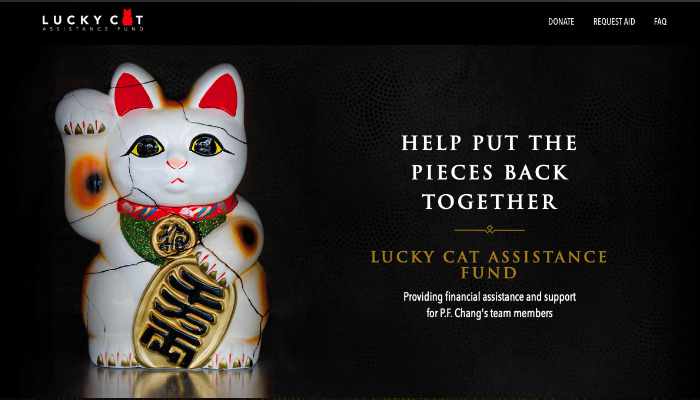 LUCKY CAT
ASSISTANCE FUND
DONATE
REQUEST AID
FAQ
HELP PUT THE
PIECES BACK
TOGETHER
LUCKY CAT ASSISTANCE
FUND
Providing financial assistance and support
for P.F. Chang's team members